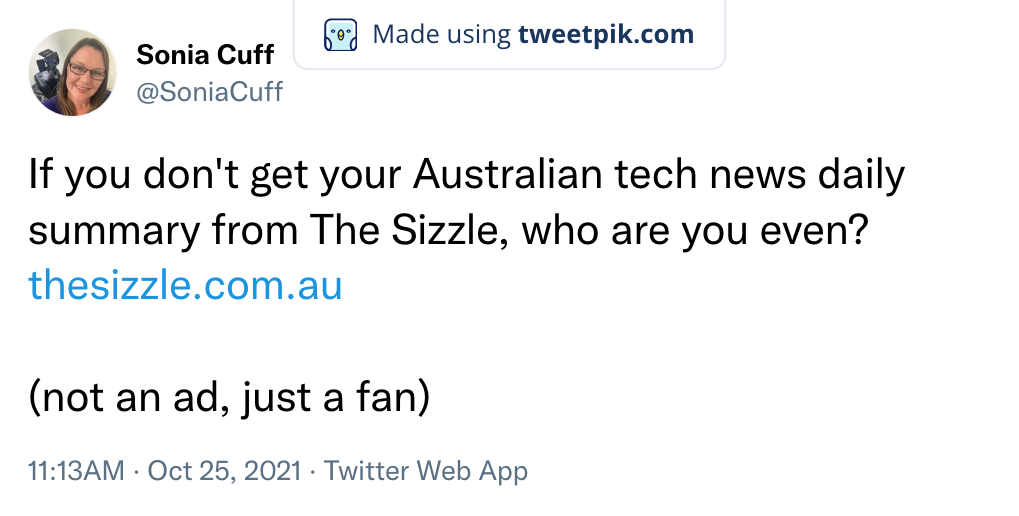 Made using tweetpik.com
Sonia Cuff
@SoniaCuff
If you don't get your Australian tech news daily
summary from The Sizzle, who are you even?
thesizzle.com.au
(not an ad, just a fan)
11:13AM · Oct 25, 2021 · Twitter Web App